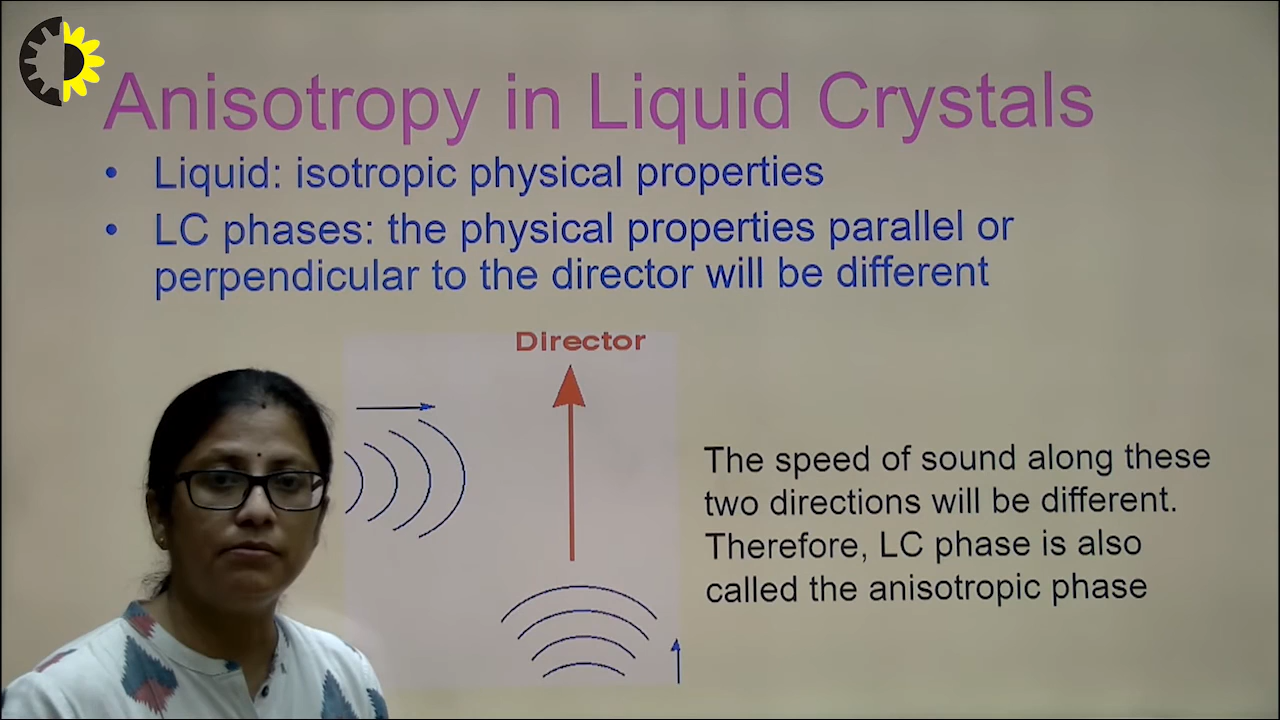 Anisotropy in Liquid Crystals
• Liquid: isotropic physical properties
• LC phases: the physical properties parallel or
perpendicular to the director will be different
Director
The speed of sound along these
two directions will be different.
Therefore, LC phase is also
called the anisotropic phase